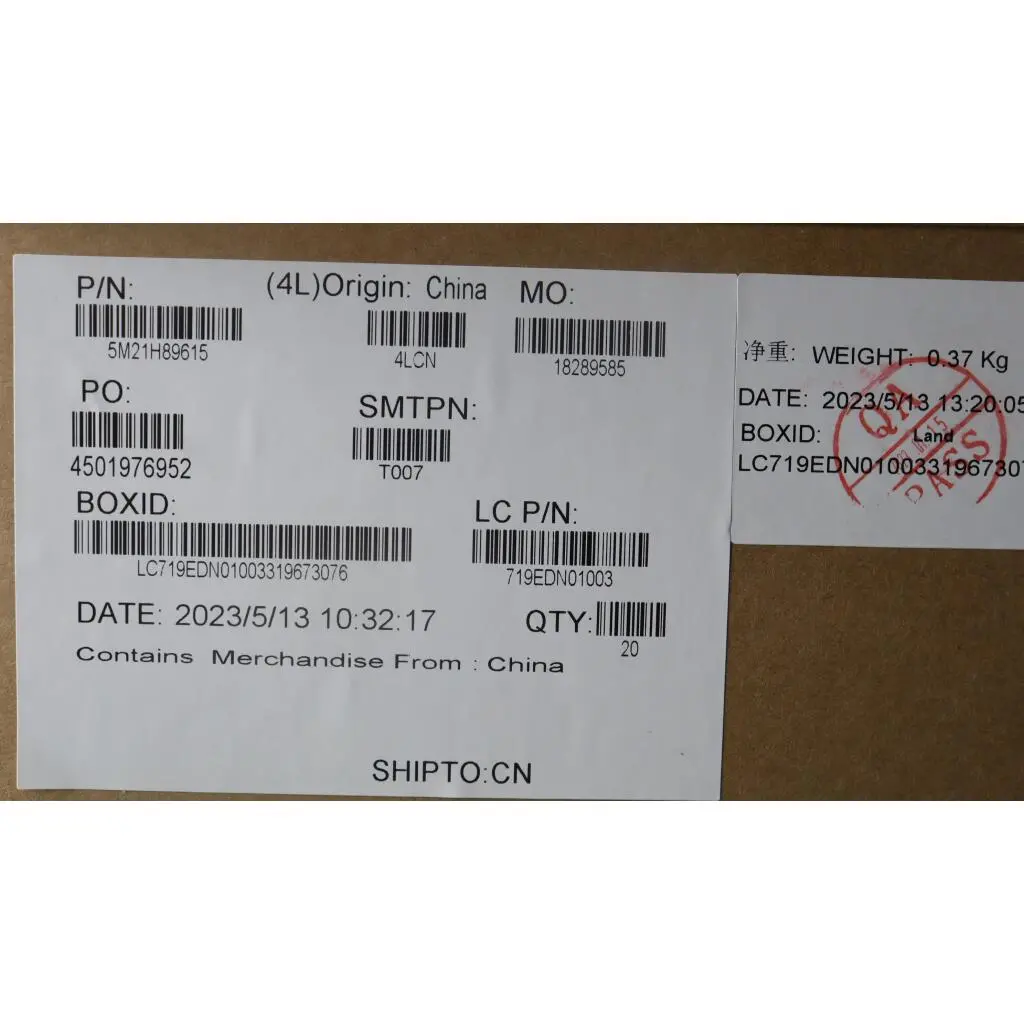 P/N: (4L)Origin: China MO:
5M21H89615 4LCN 18289585
PO: SMTPN:
4501976952 T007
BOXID: LC P/N:
LC719EDN01003319673076 719EDN01003
DATE: 2023/5/13 10:32:17 QTY:
20
Contains Merchandise From : China
SHIPTO:CN
净重: WEIGHT: 0.37 Kg
DATE: 2023/5/13 13:20:05
BOXID: Land
LC719EDN0100331967307
QA
PASS